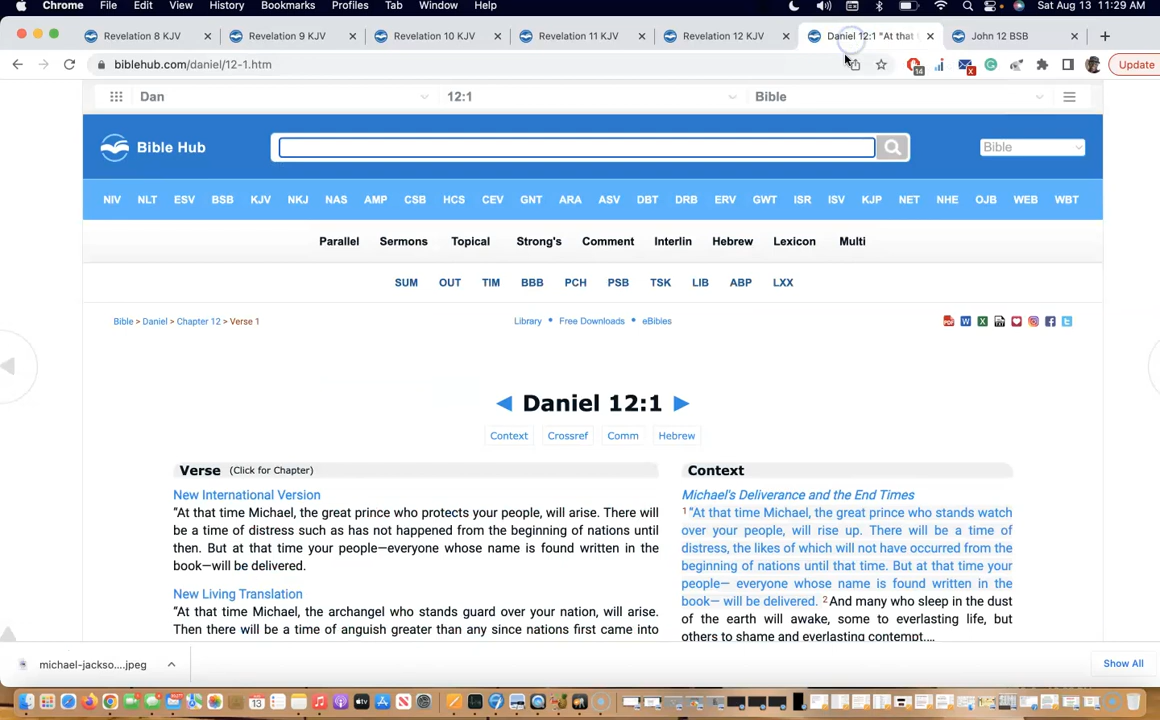 Chrome File Edit View History Bookmarks Profiles Tab Window Help Sat Aug 13 11:29 AM
Revelation 8 KJV Revelation 9 KJV Revelation 10 KJV Revelation 11 KJV Revelation 12 KJV Daniel 12:1 "At that John 12 BSB
biblehub.com/daniel/12-1.htm 14 Update
Dan 12:1 Bible
Bible Hub Bible
NIV NLT ESV BSB KJV NKJ NAS AMP CSB HCS CEV GNT ARA ASV DBT DRB ERV GWT ISR ISV KJP NET NHE OJB WEB WBT
Parallel Sermons Topical Strong's Comment Interlin Hebrew Lexicon Multi
SUM OUT TIM BBB PCH PSB TSK LIB ABP LXX
Bible > Daniel > Chapter 12 > Verse 1 Library • Free Downloads • eBibles
◄ Daniel 12:1 ►
Context Crossref Comm Hebrew
Verse (Click for Chapter)
New International Version
“At that time Michael, the great prince who protects your people, will arise. There will
be a time of distress such as has not happened from the beginning of nations until
then. But at that time your people—everyone whose name is found written in the
book—will be delivered.
New Living Translation
“At that time Michael, the archangel who stands guard over your nation, will arise.
Then there will be a time of anguish greater than any since nations first came into
Context
Michael's Deliverance and the End Times
1“At that time Michael, the great prince who stands watch
over your people, will rise up. There will be a time of
distress, the likes of which will not have occurred from the
beginning of nations until that time. But at that time your
people— everyone whose name is found written in the
book— will be delivered. 2And many who sleep in the dust
of the earth will awake, some to everlasting life, but
others to shame and everlasting contempt....
michael-jackso....jpeg Show All